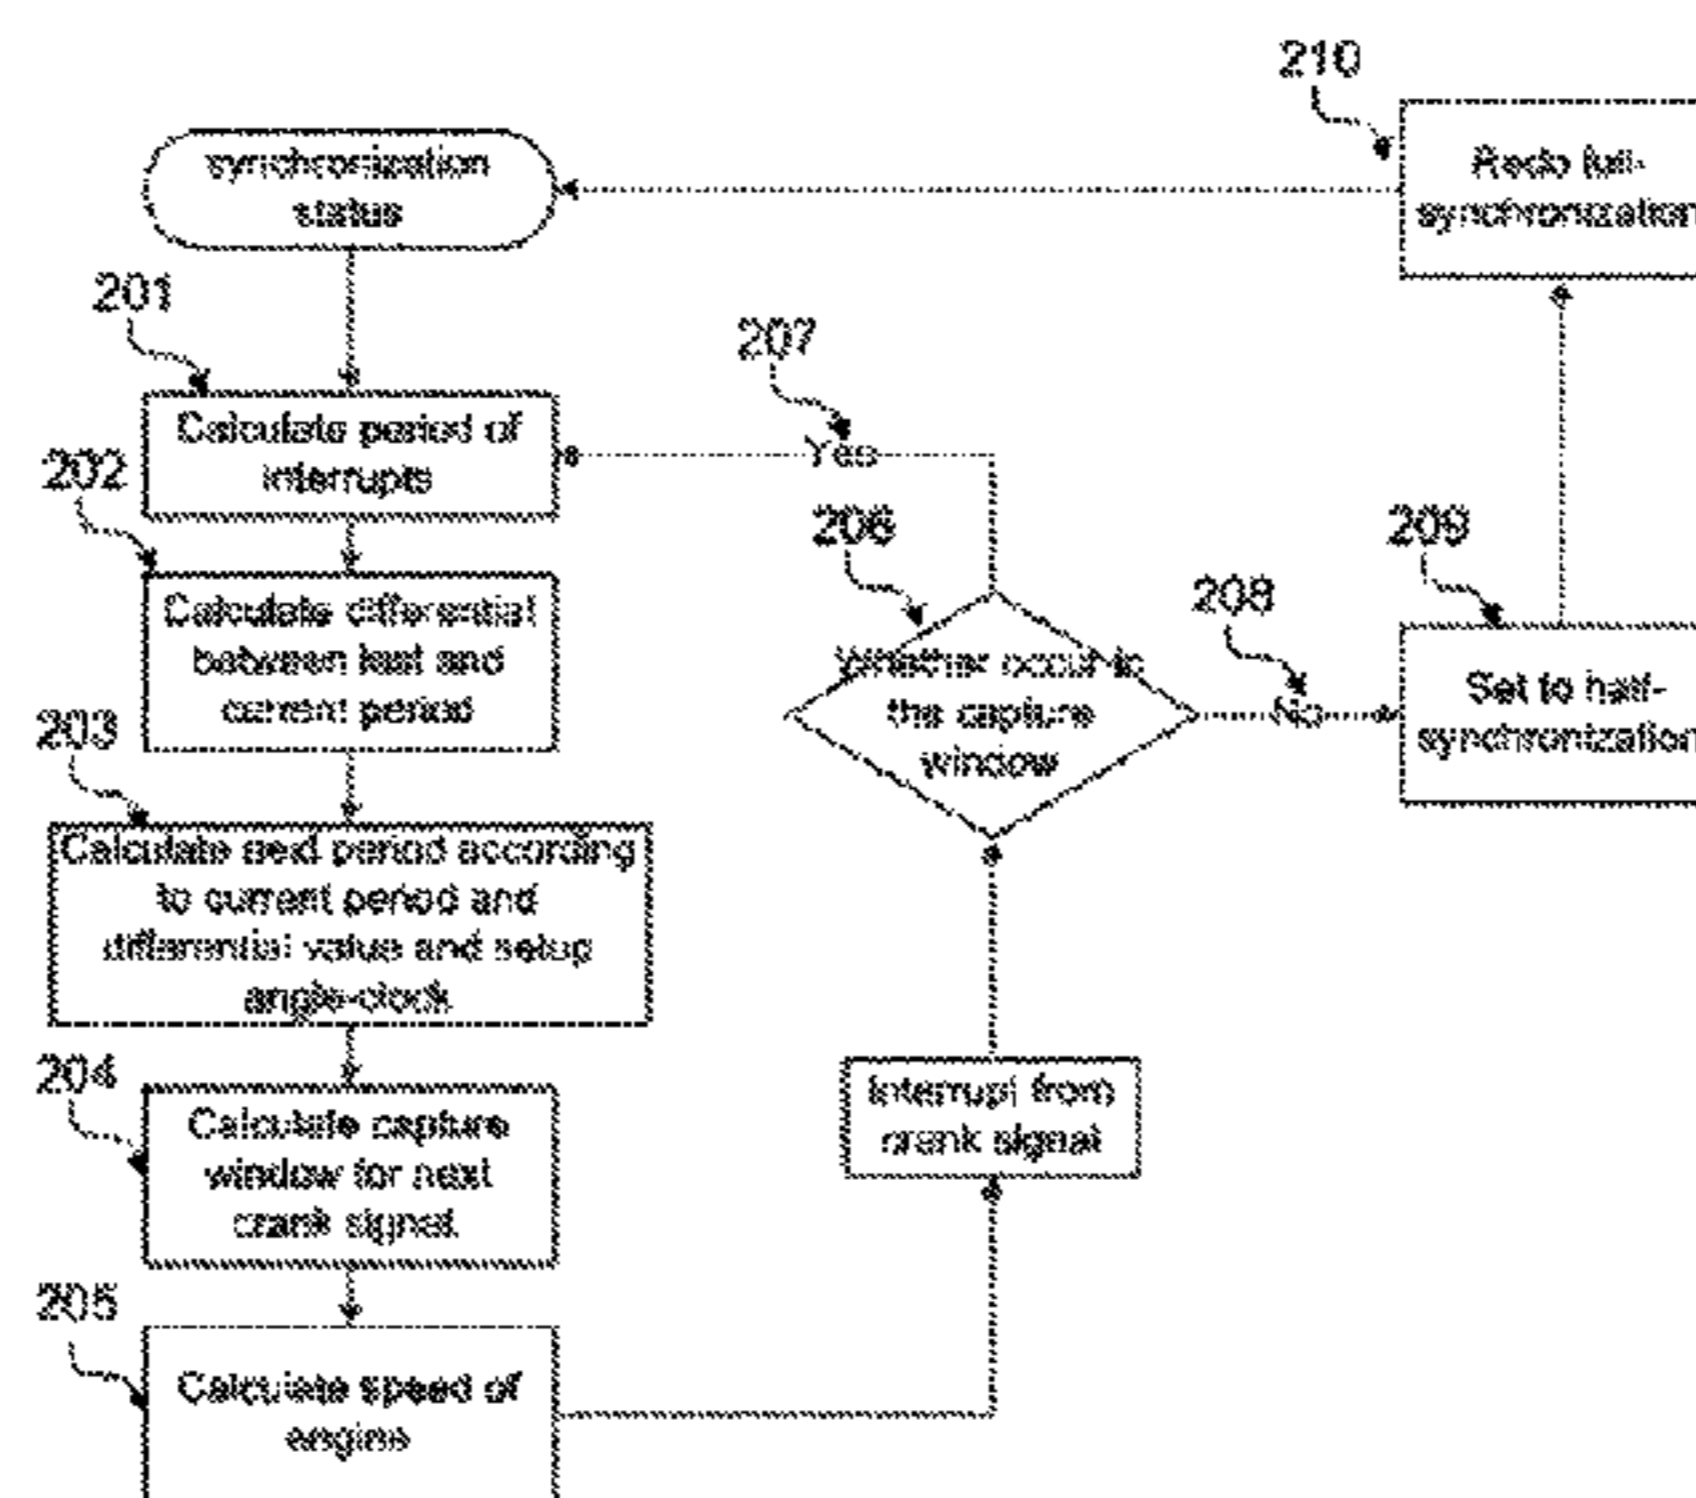 210
Redo full-
synchronization
synchronization
status
201
Calculate period of
interrupts
207
Yes
202
Calculate differential
between last and
current period
206
Whether occur in
the capture
window
208
No
209
Set to half-
synchronization
203
Calculate next period according
to current period and
differential value and setup
angle-clock
204
Calculate capture
window for next
crank signal.
Interrupt from
crank signal
205
Calculate speed of
engine